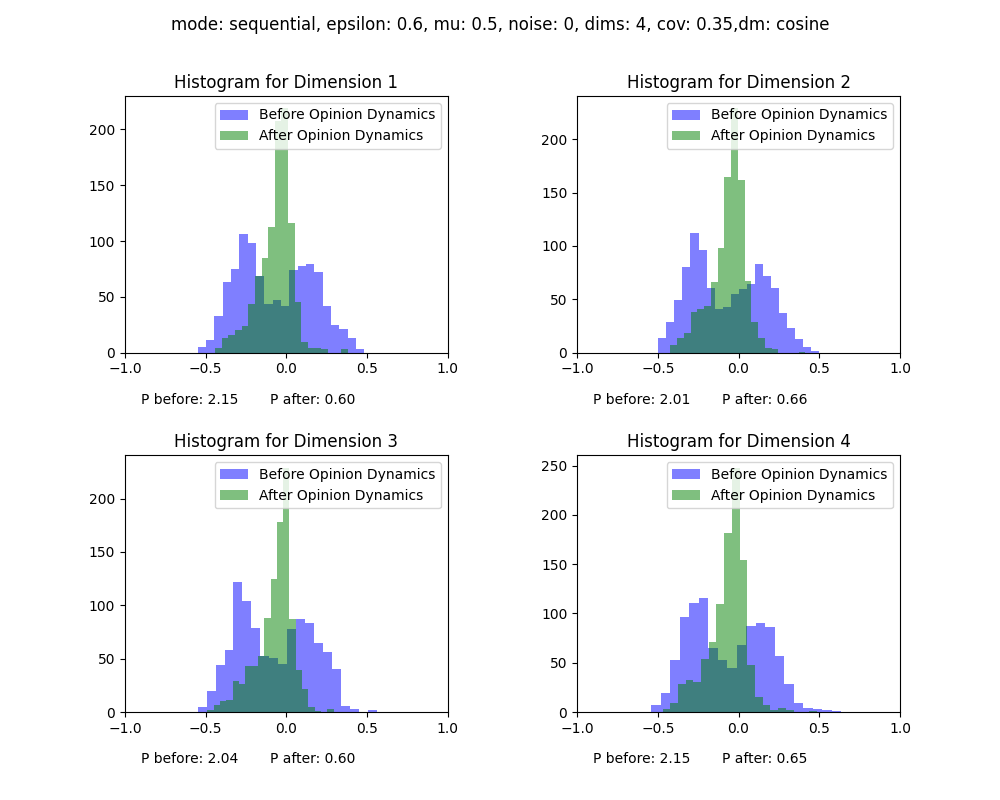 mode: sequential, epsilon: 0.6, mu: 0.5, noise: 0, dims: 4, cov: 0.35,dm: cosine
Histogram for Dimension 1
Before Opinion Dynamics
After Opinion Dynamics
200
150
100
50
0
−1.0 −0.5 0.0 0.5 1.0
P before: 2.15 P after: 0.60
Histogram for Dimension 2
Before Opinion Dynamics
After Opinion Dynamics
200
150
100
50
0
−1.0 −0.5 0.0 0.5 1.0
P before: 2.01 P after: 0.66
Histogram for Dimension 3
Before Opinion Dynamics
After Opinion Dynamics
200
150
100
50
0
−1.0 −0.5 0.0 0.5 1.0
P before: 2.04 P after: 0.60
Histogram for Dimension 4
Before Opinion Dynamics
After Opinion Dynamics
250
200
150
100
50
0
−1.0 −0.5 0.0 0.5 1.0
P before: 2.15 P after: 0.65